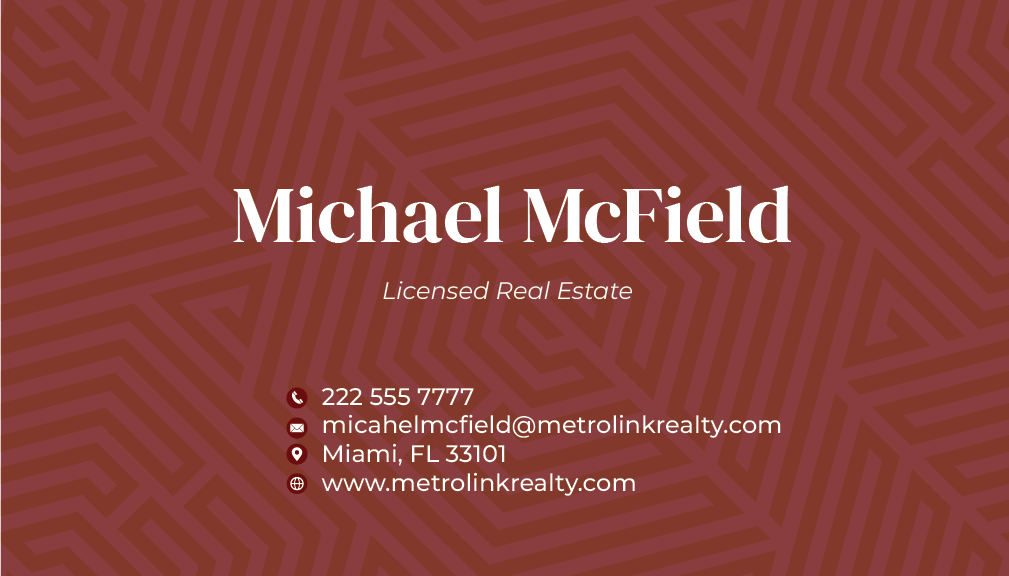 Michael McField
Licensed Real Estate
222 555 7777
micahelmcfield@metrolinkrealty.com
Miami, FL 33101
www.metrolinkrealty.com